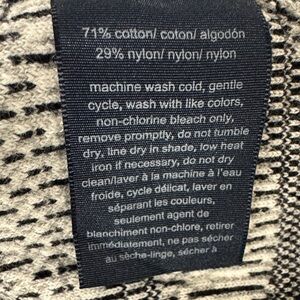 71% cotton/ coton/ algodón
29% nylon/ nylon/ nylon
machine wash cold, gentle
cycle, wash with like colors,
non-chlorine bleach only,
remove promptly, do not tumble
dry, line dry in shade, low heat
iron if necessary, do not dry
clean/laver à la machine à l'eau
froide, cycle délicat, laver en
séparant les couleurs,
seulement agent de
blanchiment non-chlore, retirer
immédiatement, ne pas sécher
au sèche-linge, sécher à